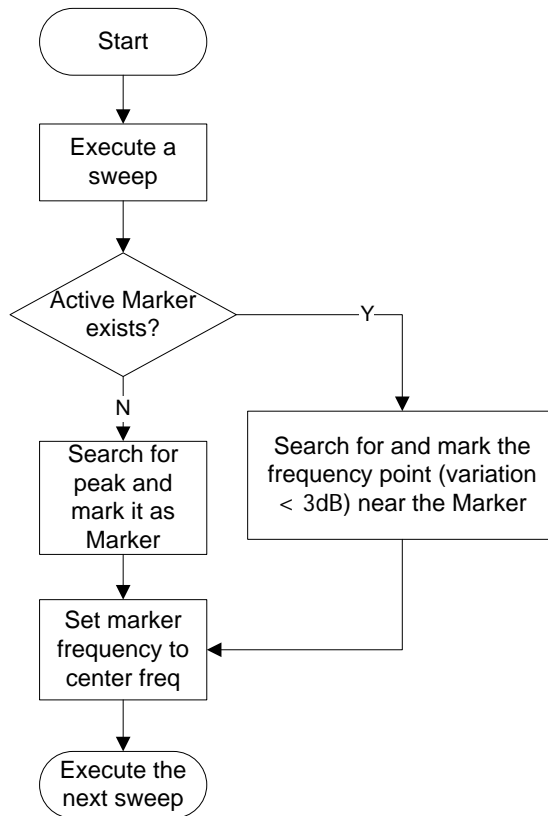 Start
Execute a
sweep
Active Marker
exists?
Y
N
Search for
peak and
mark it as
Marker
Search for and mark the
frequency point (variation
< 3dB) near the Marker
Set marker
frequency to
center freq
Execute the
next sweep